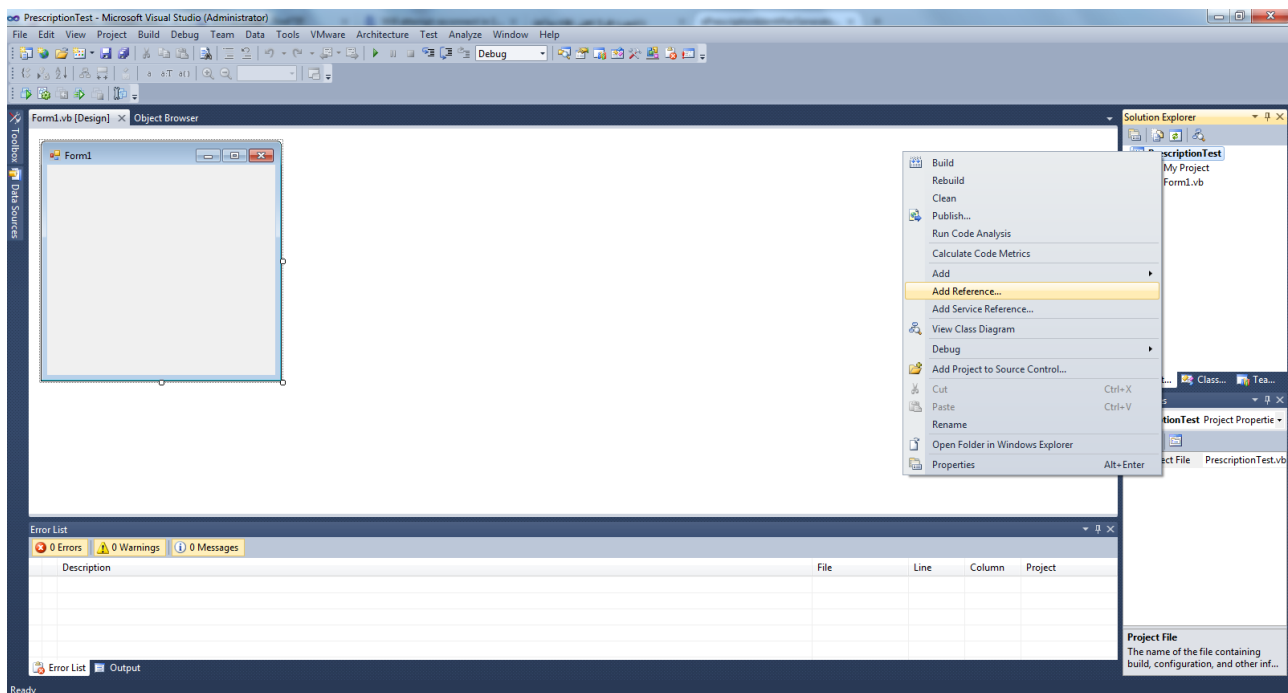 PrescriptionTest - Microsoft Visual Studio (Administrator)
File Edit View Project Build Debug Team Data Tools VMware Architecture Test Analyze Window Help
Debug
Form1.vb [Design] Object Browser
Toolbox
Data Sources
Form1
Solution Explorer
scriptionTest
My Project
Form1.vb
Build
Rebuild
Clean
Publish...
Run Code Analysis
Calculate Code Metrics
Add
Add Reference...
Add Service Reference...
View Class Diagram
Debug
Add Project to Source Control...
Cut Ctrl+X
Paste Ctrl+V
Rename
Open Folder in Windows Explorer
Properties Alt+Enter
Class... Tea...
tionTest Project Propertie
ect File PrescriptionTest.vb
Error List
0 Errors 0 Warnings 0 Messages
Description File Line Column Project
Project File
The name of the file containing
build, configuration, and other inf...
Error List Output
Ready